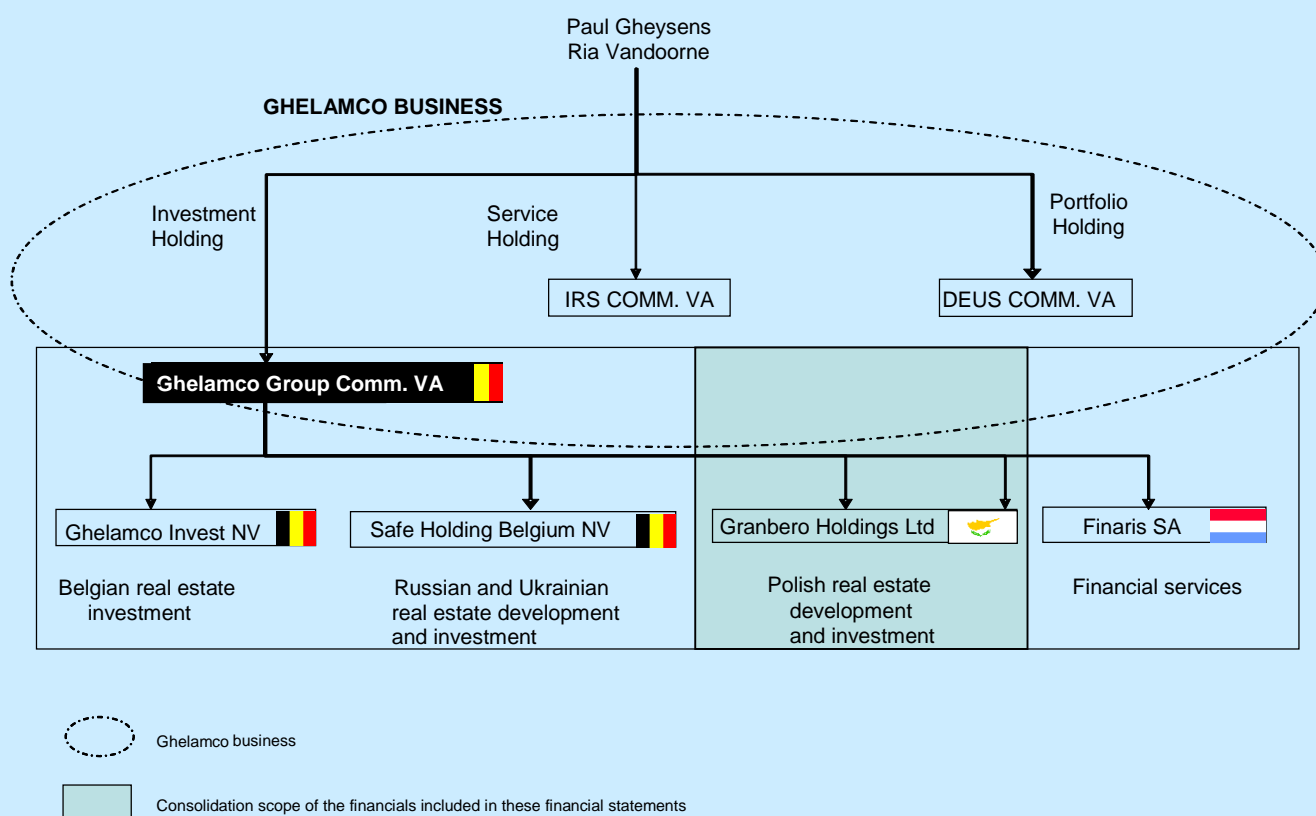 Paul Gheysens
Ria Vandoorne
GHELAMCO BUSINESS
Investment
Holding
Service
Holding
Portfolio
Holding
IRS COMM. VA
DEUS COMM. VA
Ghelamco Group Comm. VA
Ghelamco Invest NV
Safe Holding Belgium NV
Granbero Holdings Ltd
Finaris SA
Belgian real estate
investment
Russian and Ukrainian
real estate development
and investment
Polish real estate
development
and investment
Financial services
Ghelamco business
Consolidation scope of the financials included in these financial statements